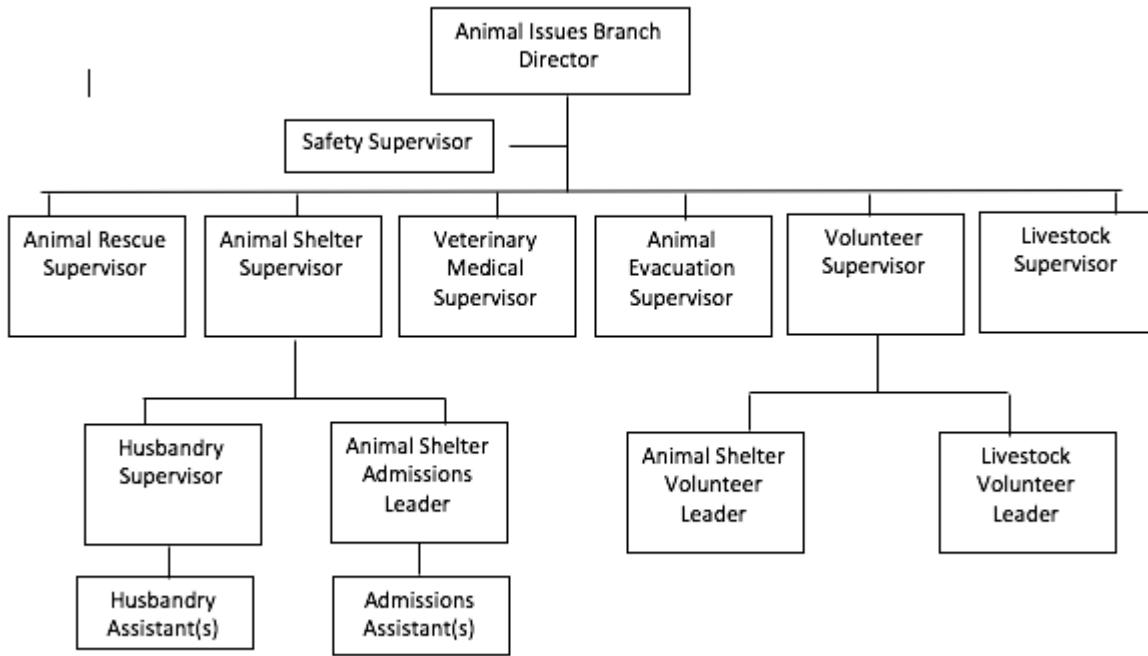 Animal Issues Branch
Director
Safety Supervisor
Animal Rescue
Supervisor
Animal Shelter
Supervisor
Veterinary
Medical
Supervisor
Animal
Evacuation
Supervisor
Volunteer
Supervisor
Livestock
Supervisor
Husbandry
Supervisor
Animal Shelter
Admissions
Leader
Animal Shelter
Volunteer
Leader
Livestock
Volunteer
Leader
Husbandry
Assistant(s)
Admissions
Assistant(s)